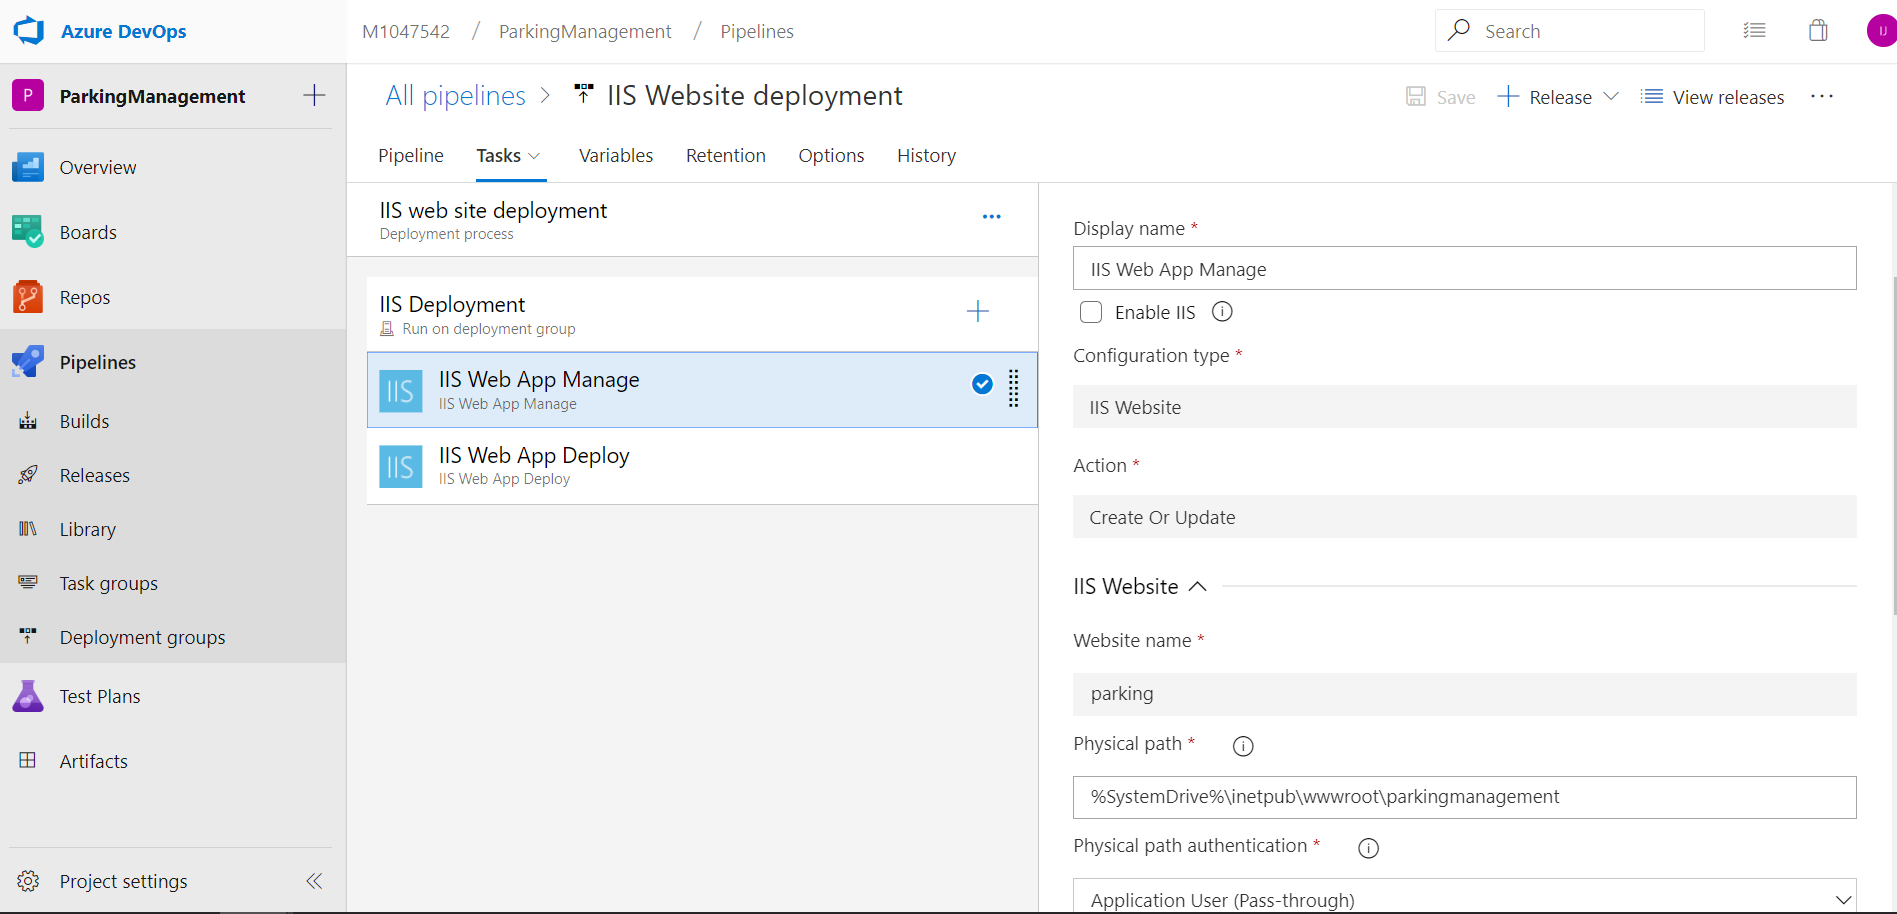 Azure DevOps
M1047542 / ParkingManagement / Pipelines
Search
IJ
P ParkingManagement
Overview
Boards
Repos
Pipelines
Builds
Releases
Library
Task groups
Deployment groups
Test Plans
Artifacts
Project settings
All pipelines > IIS Website deployment
Save
Release
View releases
Pipeline Tasks Variables Retention Options History
IIS web site deployment
Deployment process
IIS Deployment
Run on deployment group
IIS IIS Web App Manage
IIS Web App Manage
IIS IIS Web App Deploy
IIS Web App Deploy
Display name *
IIS Web App Manage
Enable IIS
Configuration type *
IIS Website
Action *
Create Or Update
IIS Website
Website name *
parking
Physical path *
%SystemDrive%\inetpub\wwwroot\parkingmanagement
Physical path authentication *
Application User (Pass-through)